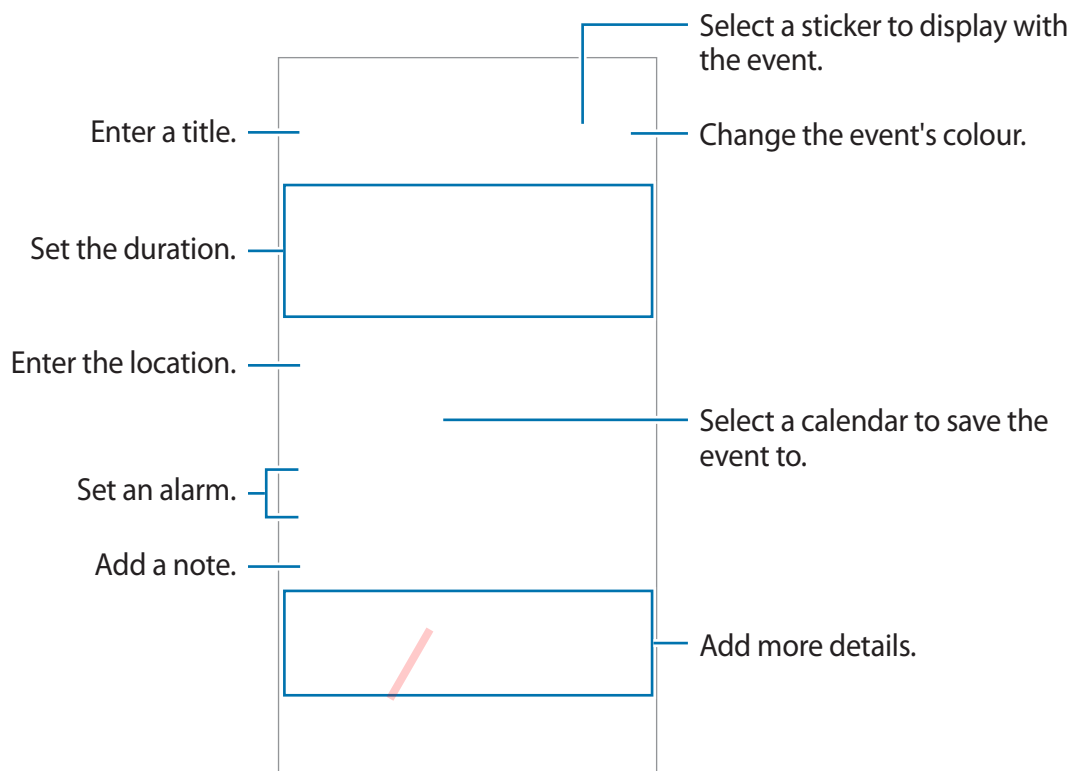 Select a sticker to display with
the event.
Enter a title.
Change the event's colour.
Set the duration.
Enter the location.
Select a calendar to save the
event to.
Set an alarm.
Add a note.
Add more details.